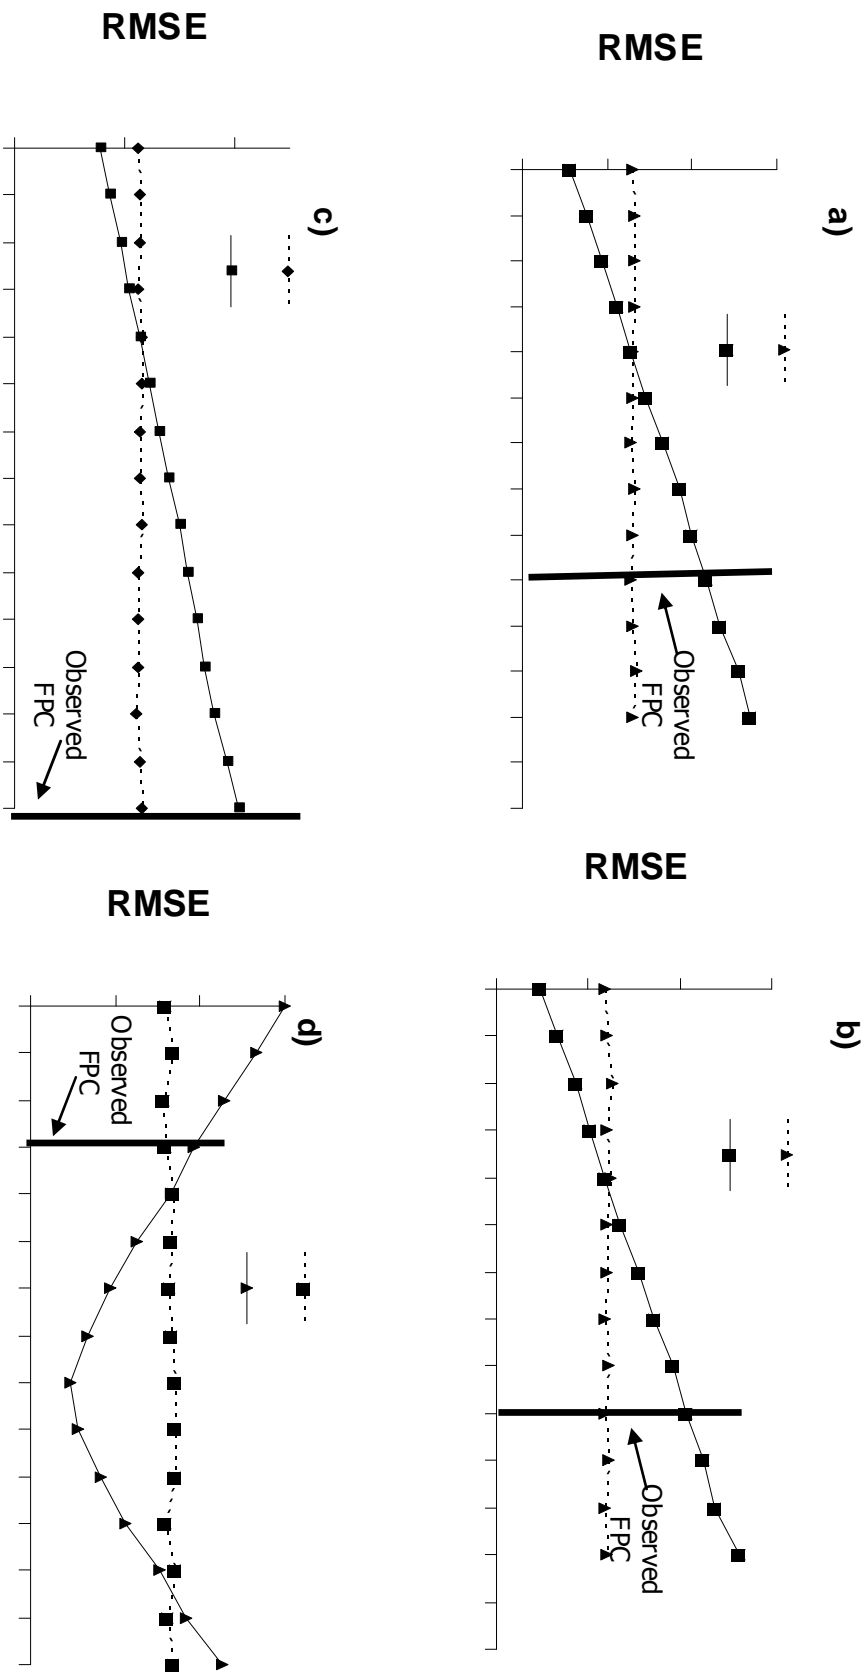 a)
RMSE
Observed
FPC
b)
RMSE
Observed
FPC
c)
RMSE
Observed
FPC
d)
RMSE
Observed
FPC